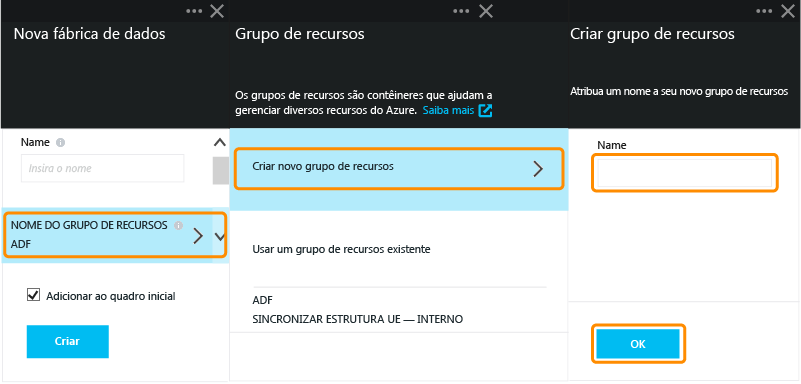 Nova fábrica de dados
Name
Insira o nome
NOME DO GRUPO DE RECURSOS
ADF
Adicionar ao quadro inicial
Criar
Grupo de recursos
Os grupos de recursos são contêineres que ajudam a
gerenciar diversos recursos do Azure. Saiba mais
Criar novo grupo de recursos
Usar um grupo de recursos existente
ADF
SINCRONIZAR ESTRUTURA UE — INTERNO
Criar grupo de recursos
Atribua um nome a seu novo grupo de recursos
Name
OK